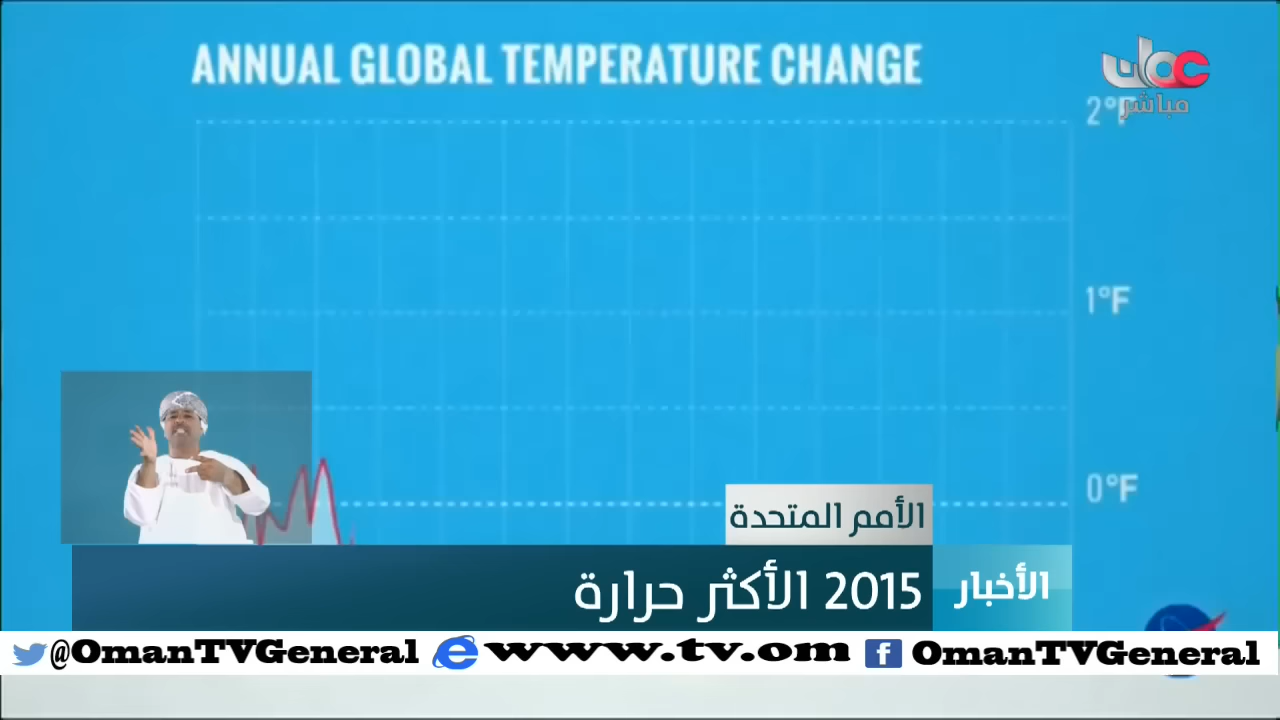 ANNUAL GLOBAL TEMPERATURE CHANGE
عمان
مباشر
2°F
1°F
0°F
الأمم المتحدة
الأخبار
2015 الأكثر حرارة
@OmanTVGeneral www.tv.om OmanTVGeneral